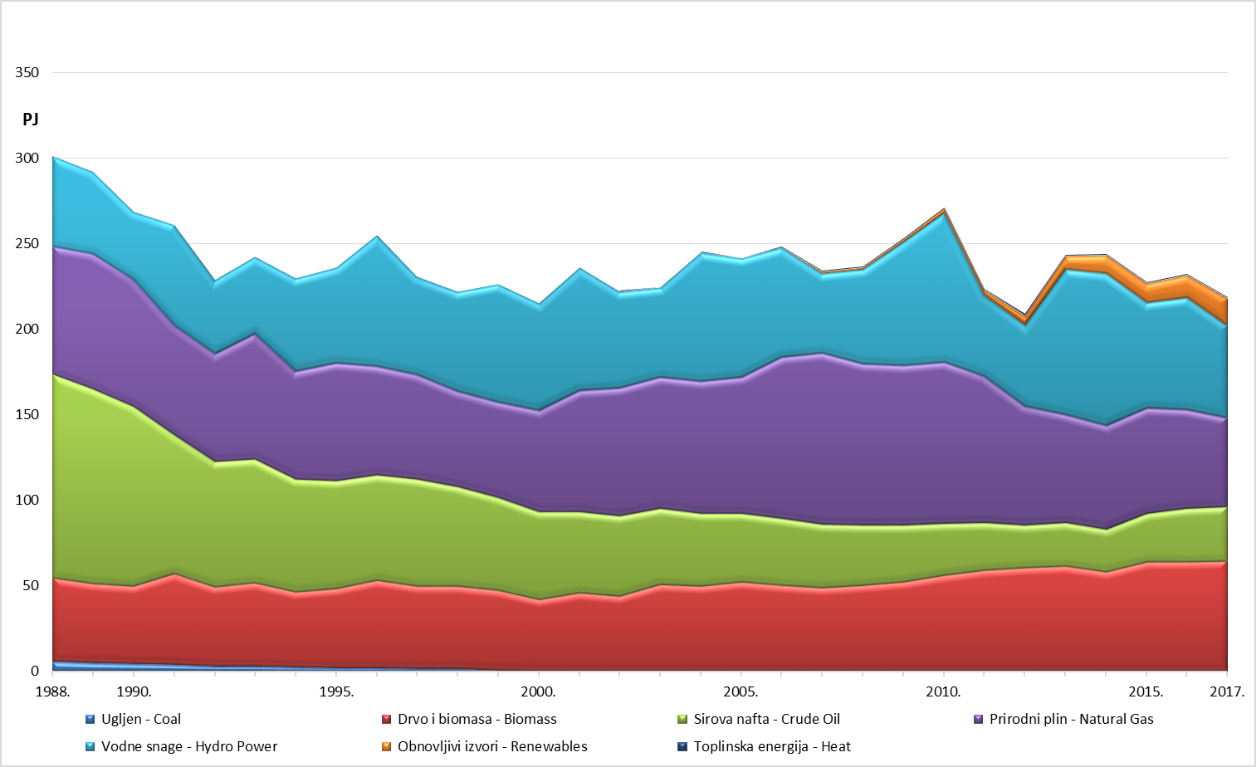 350
PJ
300
250
200
150
100
50
0
1988. 1990. 1995. 2000. 2005. 2010. 2015. 2017.
Ugljen - Coal Drvo i biomasa - Biomass Sirova nafta - Crude Oil Prirodni plin - Natural Gas
Vodne snage - Hydro Power Obnovljivi izvori - Renewables Toplinska energija - Heat